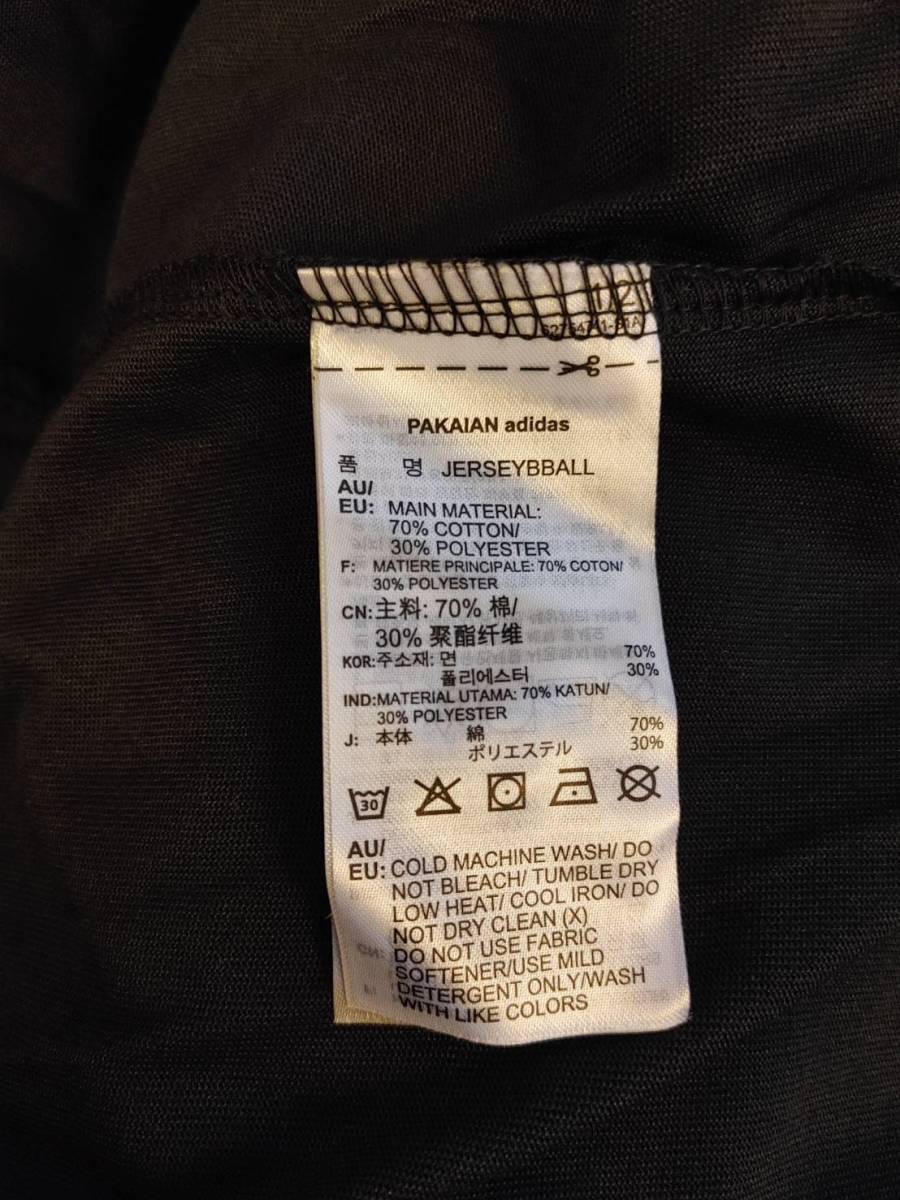 1/2
PAKAIAN adidas
품 명 JERSEYBBALL
AU/
EU: MAIN MATERIAL:
70% COTTON/
30% POLYESTER
F: MATIERE PRINCIPALE: 70% COTON/
30% POLYESTER
CN: 主料: 70% 棉/
30% 聚酯纤维
KOR: 주소재: 면 70%
폴리에스터 30%
IND: MATERIAL UTAMA: 70% KATUN/
30% POLYESTER
J: 本体 綿 70%
ポリエステル 30%
30
AU/
EU: COLD MACHINE WASH/ DO
NOT BLEACH/ TUMBLE DRY
LOW HEAT/ COOL IRON/ DO
NOT DRY CLEAN (X)
DO NOT USE FABRIC
SOFTENER/USE MILD
DETERGENT ONLY/WASH
WITH LIKE COLORS